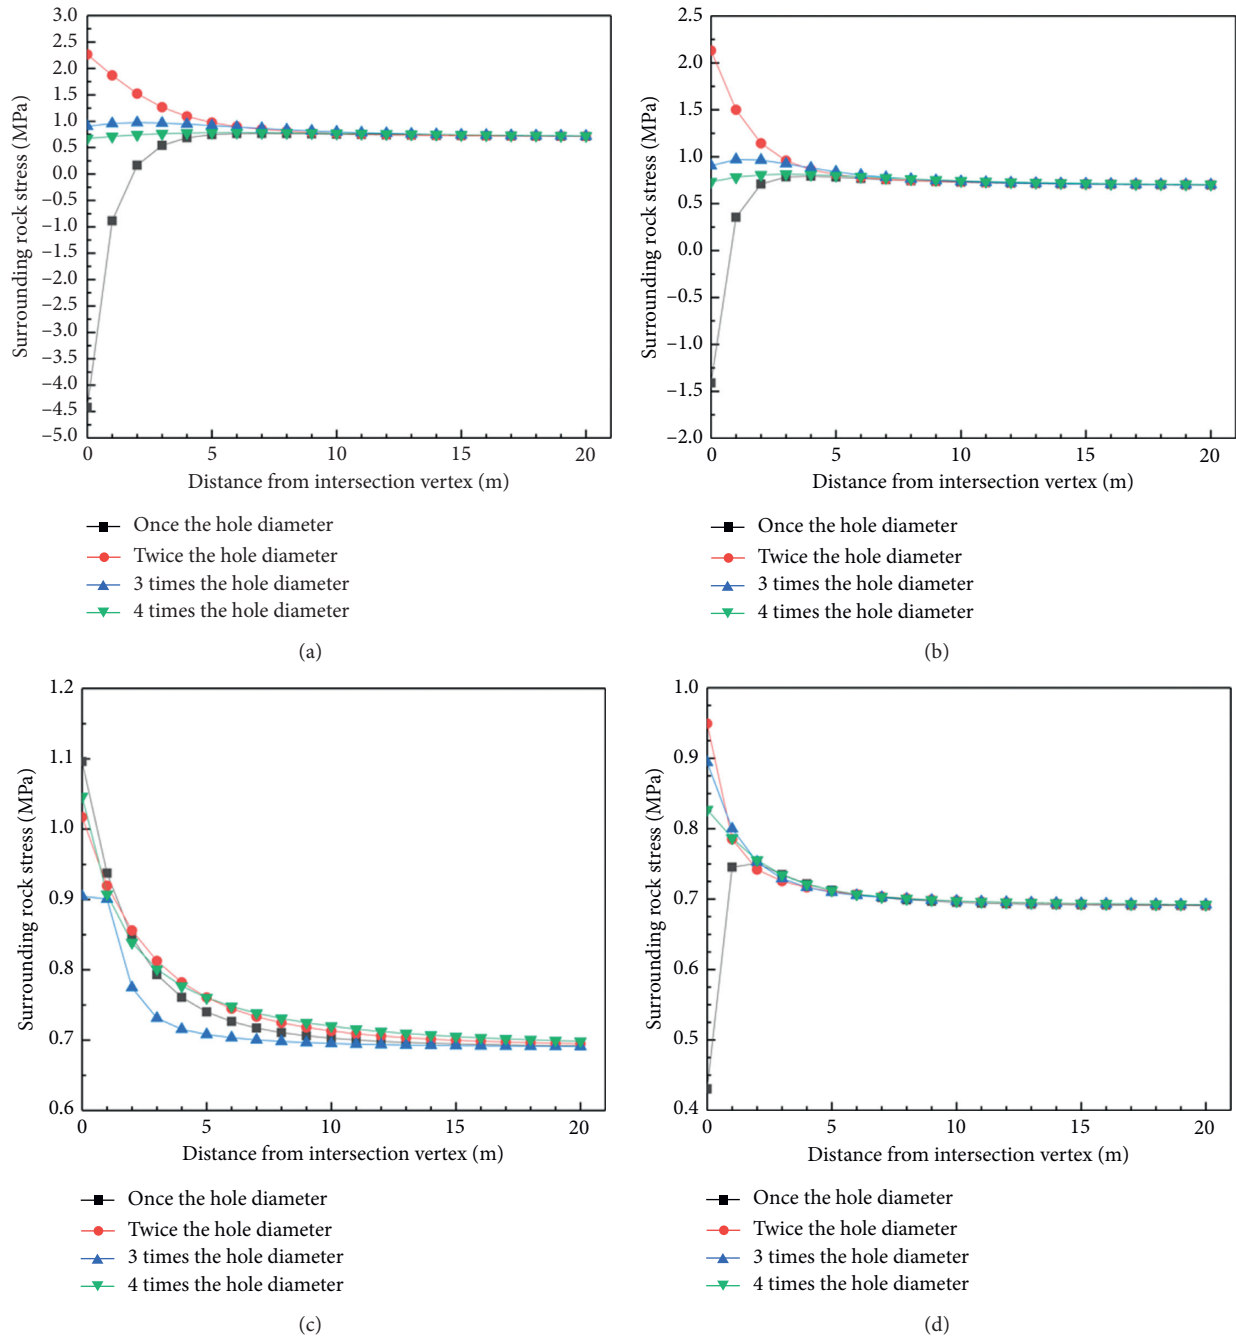 3.0
2.5
2.0
1.5
1.0
0.5
0.0
–0.5
–1.0
–1.5
–2.0
–2.5
–3.0
–3.5
–4.0
–4.5
–5.0
Surrounding rock stress (MPa)
0 5 10 15 20
Distance from intersection vertex (m)
Once the hole diameter
Twice the hole diameter
3 times the hole diameter
4 times the hole diameter
(a)
2.5
2.0
1.5
1.0
0.5
0.0
–0.5
–1.0
–1.5
–2.0
Surrounding rock stress (MPa)
0 5 10 15 20
Distance from intersection vertex (m)
Once the hole diameter
Twice the hole diameter
3 times the hole diameter
4 times the hole diameter
(b)
1.2
1.1
1.0
0.9
0.8
0.7
0.6
Surrounding rock stress (MPa)
0 5 10 15 20
Distance from intersection vertex (m)
Once the hole diameter
Twice the hole diameter
3 times the hole diameter
4 times the hole diameter
(c)
1.0
0.9
0.8
0.7
0.6
0.5
0.4
Surrounding rock stress (MPa)
0 5 10 15 20
Distance from intersection vertex (m)
Once the hole diameter
Twice the hole diameter
3 times the hole diameter
4 times the hole diameter
(d)